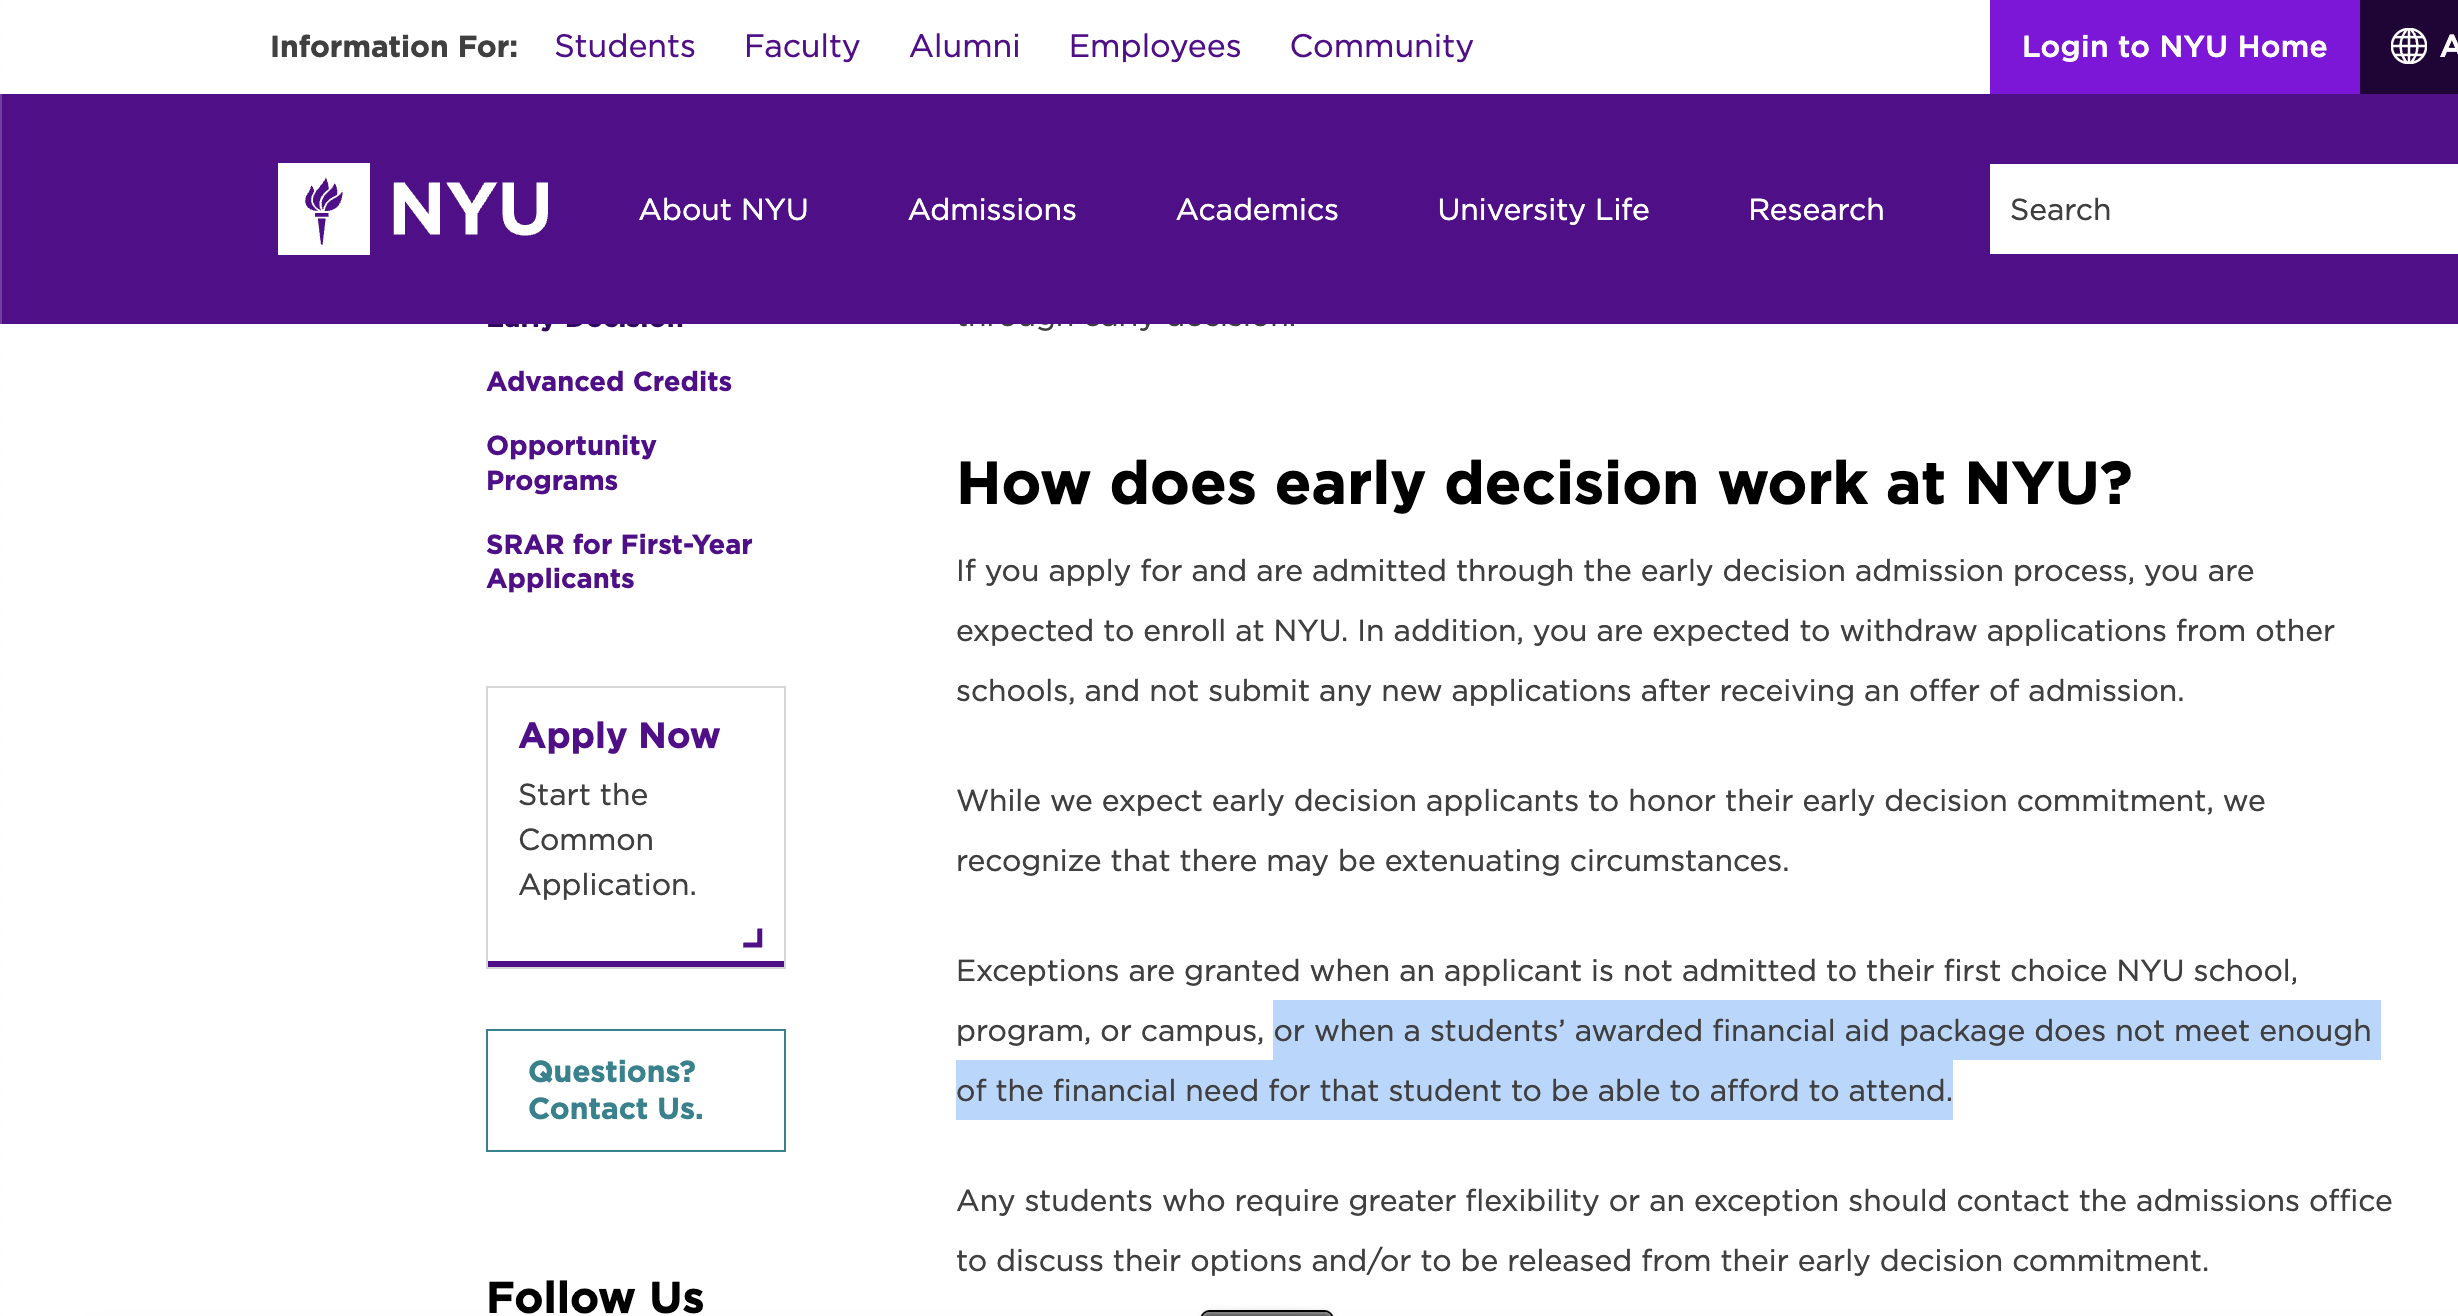 Information For: Students Faculty Alumni Employees Community Login to NYU Home A
NYU About NYU Admissions Academics University Life Research Search
Early Decision
through early decision.
Advanced Credits
Opportunity
Programs
SRAR for First-Year
Applicants
Apply Now
Start the
Common
Application.
Questions?
Contact Us.
Follow Us
How does early decision work at NYU?
If you apply for and are admitted through the early decision admission process, you are
expected to enroll at NYU. In addition, you are expected to withdraw applications from other
schools, and not submit any new applications after receiving an offer of admission.
While we expect early decision applicants to honor their early decision commitment, we
recognize that there may be extenuating circumstances.
Exceptions are granted when an applicant is not admitted to their first choice NYU school,
program, or campus, or when a students’ awarded financial aid package does not meet enough
of the financial need for that student to be able to afford to attend.
Any students who require greater flexibility or an exception should contact the admissions office
to discuss their options and/or to be released from their early decision commitment.